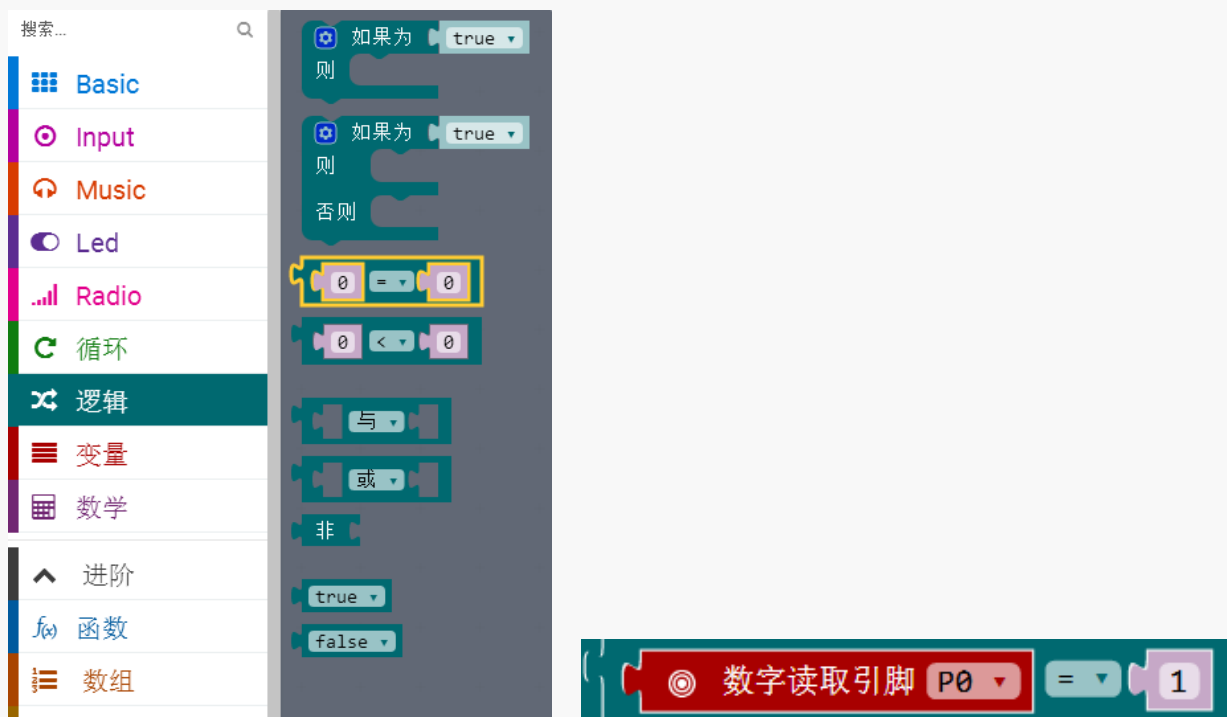 搜索...
Basic
Input
Music
Led
Radio
循环
逻辑
变量
数学
进阶
f(x) 函数
数组
如果为 true
则
如果为 true
则
否则
0 = 0
0 < 0
与
或
非
true
false
数字读取引脚 P0 = 1